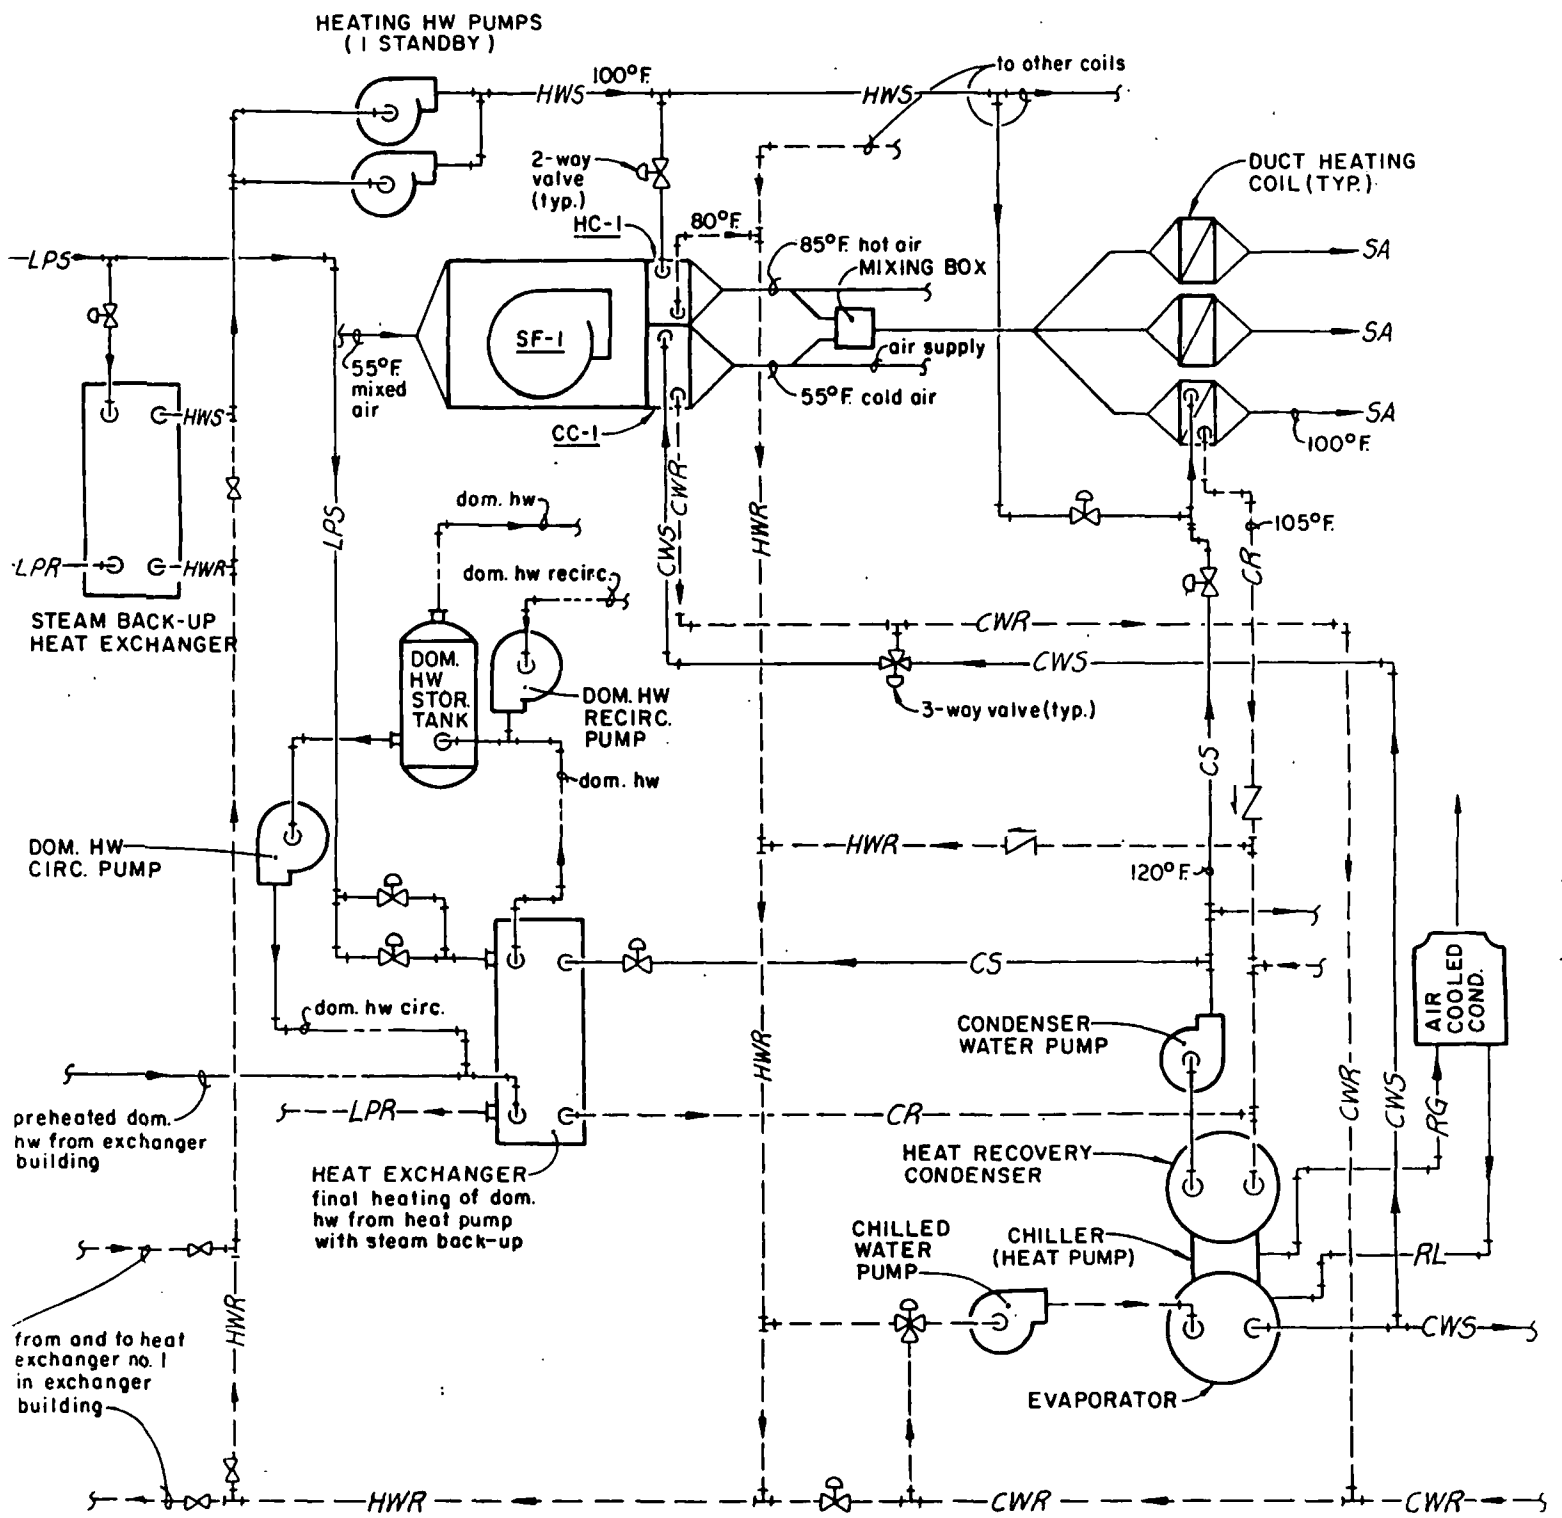 HEATING HW PUMPS
(1 STANDBY)
100°F.
HWS
HWS
to other coils
2-way
valve
(typ.)
DUCT HEATING
COIL (TYP.)
HC-1
80°F.
LPS
85°F. hot air
MIXING BOX
SA
SF-1
SA
55°F.
mixed
air
air supply
55°F. cold air
HWS
CC-1
SA
100°F.
CWR
dom. hw
LPS
CWS
HWR
105°F.
LPR
HWR
dom. hw recirc.
CR
STEAM BACK-UP
HEAT EXCHANGER
CWR
DOM.
HW
STOR.
TANK
CWS
DOM. HW
RECIRC.
PUMP
3-way valve (typ.)
CS
dom. hw
DOM. HW
CIRC. PUMP
HWR
120°F.
CS
AIR
COOLED
COND.
dom. hw circ.
CONDENSER
WATER PUMP
HWR
LPR
CR
CWR
CWS
RG
preheated dom.
hw from exchanger
building
HEAT EXCHANGER
final heating of dom.
hw from heat pump
with steam back-up
HEAT RECOVERY
CONDENSER
CHILLED
WATER
PUMP
CHILLER
(HEAT PUMP)
RL
HWR
from and to heat
exchanger no. 1
in exchanger
building
CWS
EVAPORATOR
HWR
CWR
CWR